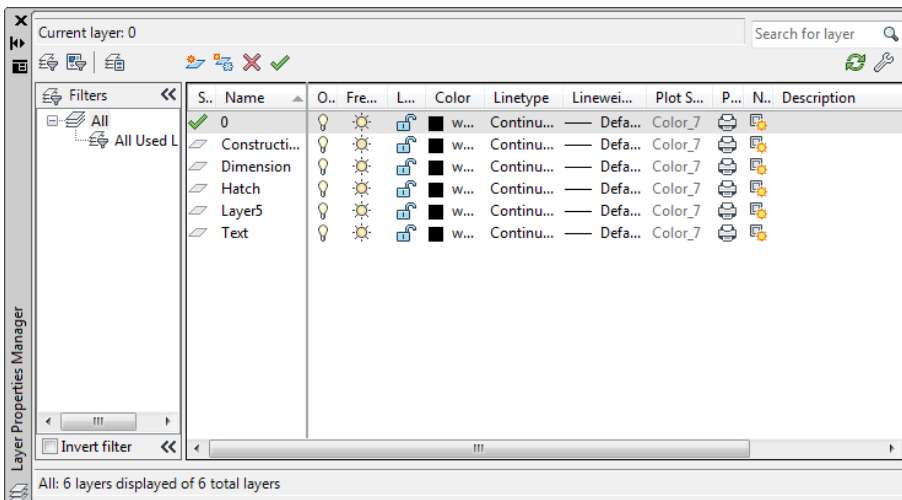 Current layer: 0
Search for layer
Filters
All
All Used L
S.. Name O.. Fre... L... Color Linetype Linewei... Plot S... P... N.. Description
0 w... Continu... Defa... Color_7
Constructi... w... Continu... Defa... Color_7
Dimension w... Continu... Defa... Color_7
Hatch w... Continu... Defa... Color_7
Layer5 w... Continu... Defa... Color_7
Text w... Continu... Defa... Color_7
Invert filter
Layer Properties Manager
All: 6 layers displayed of 6 total layers